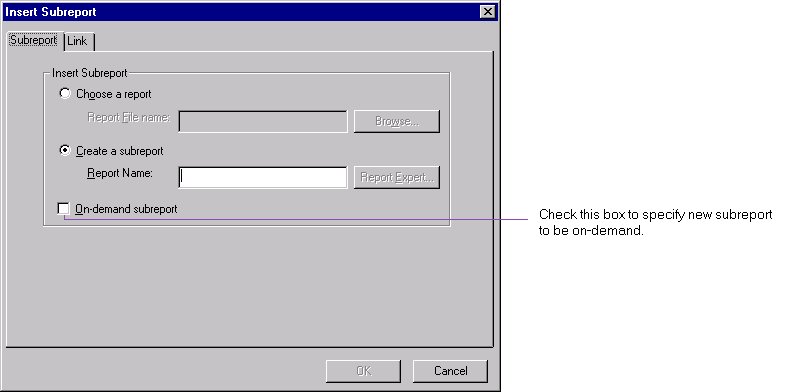 Insert Subreport
Subreport Link
Insert Subreport
Choose a report
Report File name: Browse...
Create a subreport
Report Name: Report Expert...
On-demand subreport
Check this box to specify new subreport
to be on-demand.
OK Cancel